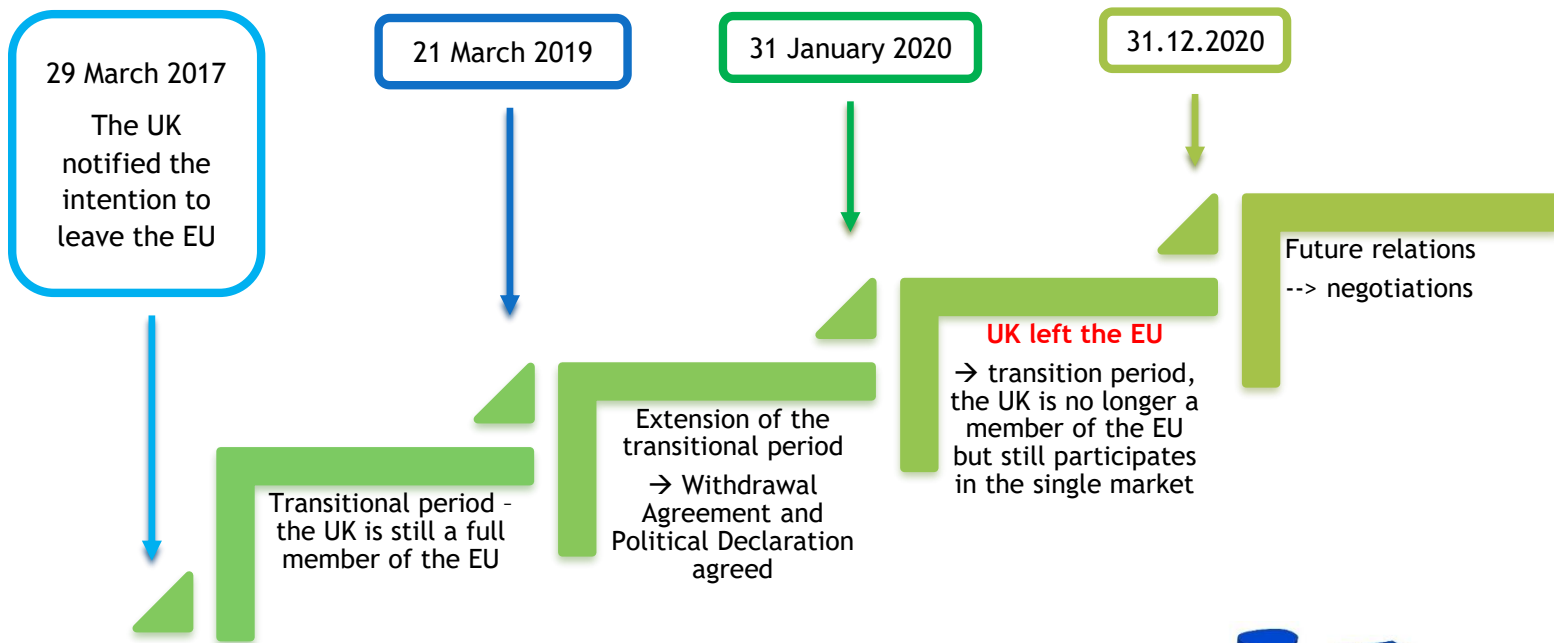 29 March 2017
The UK
notified the
intention to
leave the EU
21 March 2019
31 January 2020
31.12.2020
Transitional period –
the UK is still a full
member of the EU
Extension of the
transitional period
→ Withdrawal
Agreement and
Political Declaration
agreed
UK left the EU
→ transition period,
the UK is no longer a
member of the EU
but still participates
in the single market
Future relations
--> negotiations